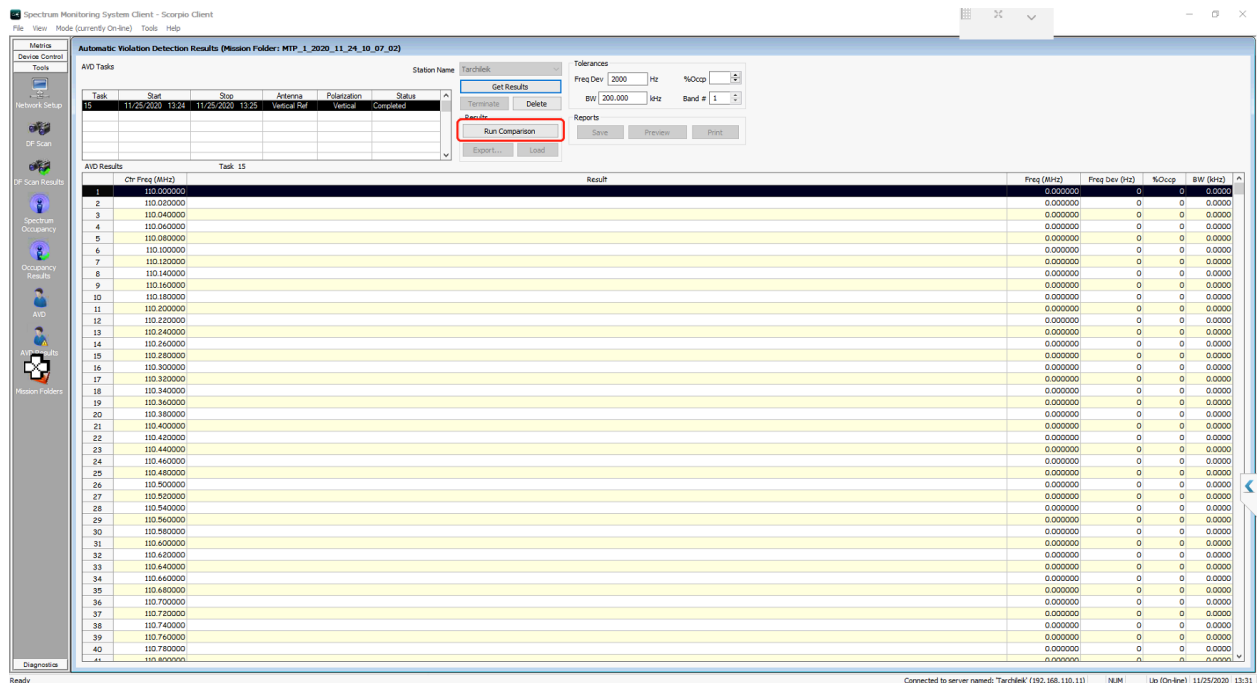 Spectrum Monitoring System Client - Scorpio Client
File View Mode (currently On-line) Tools Help
Metrics
Device Control
Tools
Network Setup
DF Scan
DF Scan Results
Spectrum
Occupancy
Occupancy
Results
AVD
AVD Results
Mission Folders
Diagnostics
Automatic Violation Detection Results (Mission Folder: MTP_1_2020_11_24_10_07_02)
AVD Tasks
Station Name Tarchileik
Task Start Stop Antenna Polarization Status
15 11/25/2020 13:24 11/25/2020 13:25 Vertical Ref Vertical Completed
Get Results
Terminate Delete
Results
Run Comparison
Export... Load
Tolerances
Freq Dev 2000 Hz %Occp
BW 200.000 kHz Band # 1
Reports
Save Preview Print
AVD Results Task 15
Ctr Freq (MHz) Result Freq (MHz) Freq Dev (Hz) %Occp BW (kHz)
1 110.000000 0.000000 0 0 0.0000
2 110.020000 0.000000 0 0 0.0000
3 110.040000 0.000000 0 0 0.0000
4 110.060000 0.000000 0 0 0.0000
5 110.080000 0.000000 0 0 0.0000
6 110.100000 0.000000 0 0 0.0000
7 110.120000 0.000000 0 0 0.0000
8 110.140000 0.000000 0 0 0.0000
9 110.160000 0.000000 0 0 0.0000
10 110.180000 0.000000 0 0 0.0000
11 110.200000 0.000000 0 0 0.0000
12 110.220000 0.000000 0 0 0.0000
13 110.240000 0.000000 0 0 0.0000
14 110.260000 0.000000 0 0 0.0000
15 110.280000 0.000000 0 0 0.0000
16 110.300000 0.000000 0 0 0.0000
17 110.320000 0.000000 0 0 0.0000
18 110.340000 0.000000 0 0 0.0000
19 110.360000 0.000000 0 0 0.0000
20 110.380000 0.000000 0 0 0.0000
21 110.400000 0.000000 0 0 0.0000
22 110.420000 0.000000 0 0 0.0000
23 110.440000 0.000000 0 0 0.0000
24 110.460000 0.000000 0 0 0.0000
25 110.480000 0.000000 0 0 0.0000
26 110.500000 0.000000 0 0 0.0000
27 110.520000 0.000000 0 0 0.0000
28 110.540000 0.000000 0 0 0.0000
29 110.560000 0.000000 0 0 0.0000
30 110.580000 0.000000 0 0 0.0000
31 110.600000 0.000000 0 0 0.0000
32 110.620000 0.000000 0 0 0.0000
33 110.640000 0.000000 0 0 0.0000
34 110.660000 0.000000 0 0 0.0000
35 110.680000 0.000000 0 0 0.0000
36 110.700000 0.000000 0 0 0.0000
37 110.720000 0.000000 0 0 0.0000
38 110.740000 0.000000 0 0 0.0000
39 110.760000 0.000000 0 0 0.0000
40 110.780000 0.000000 0 0 0.0000
41 110.800000 0.000000 0 0 0.0000
Ready Connected to server named: 'Tarchileik' (192.168.110.11) NUM Up (On-line) 11/25/2020 13:31